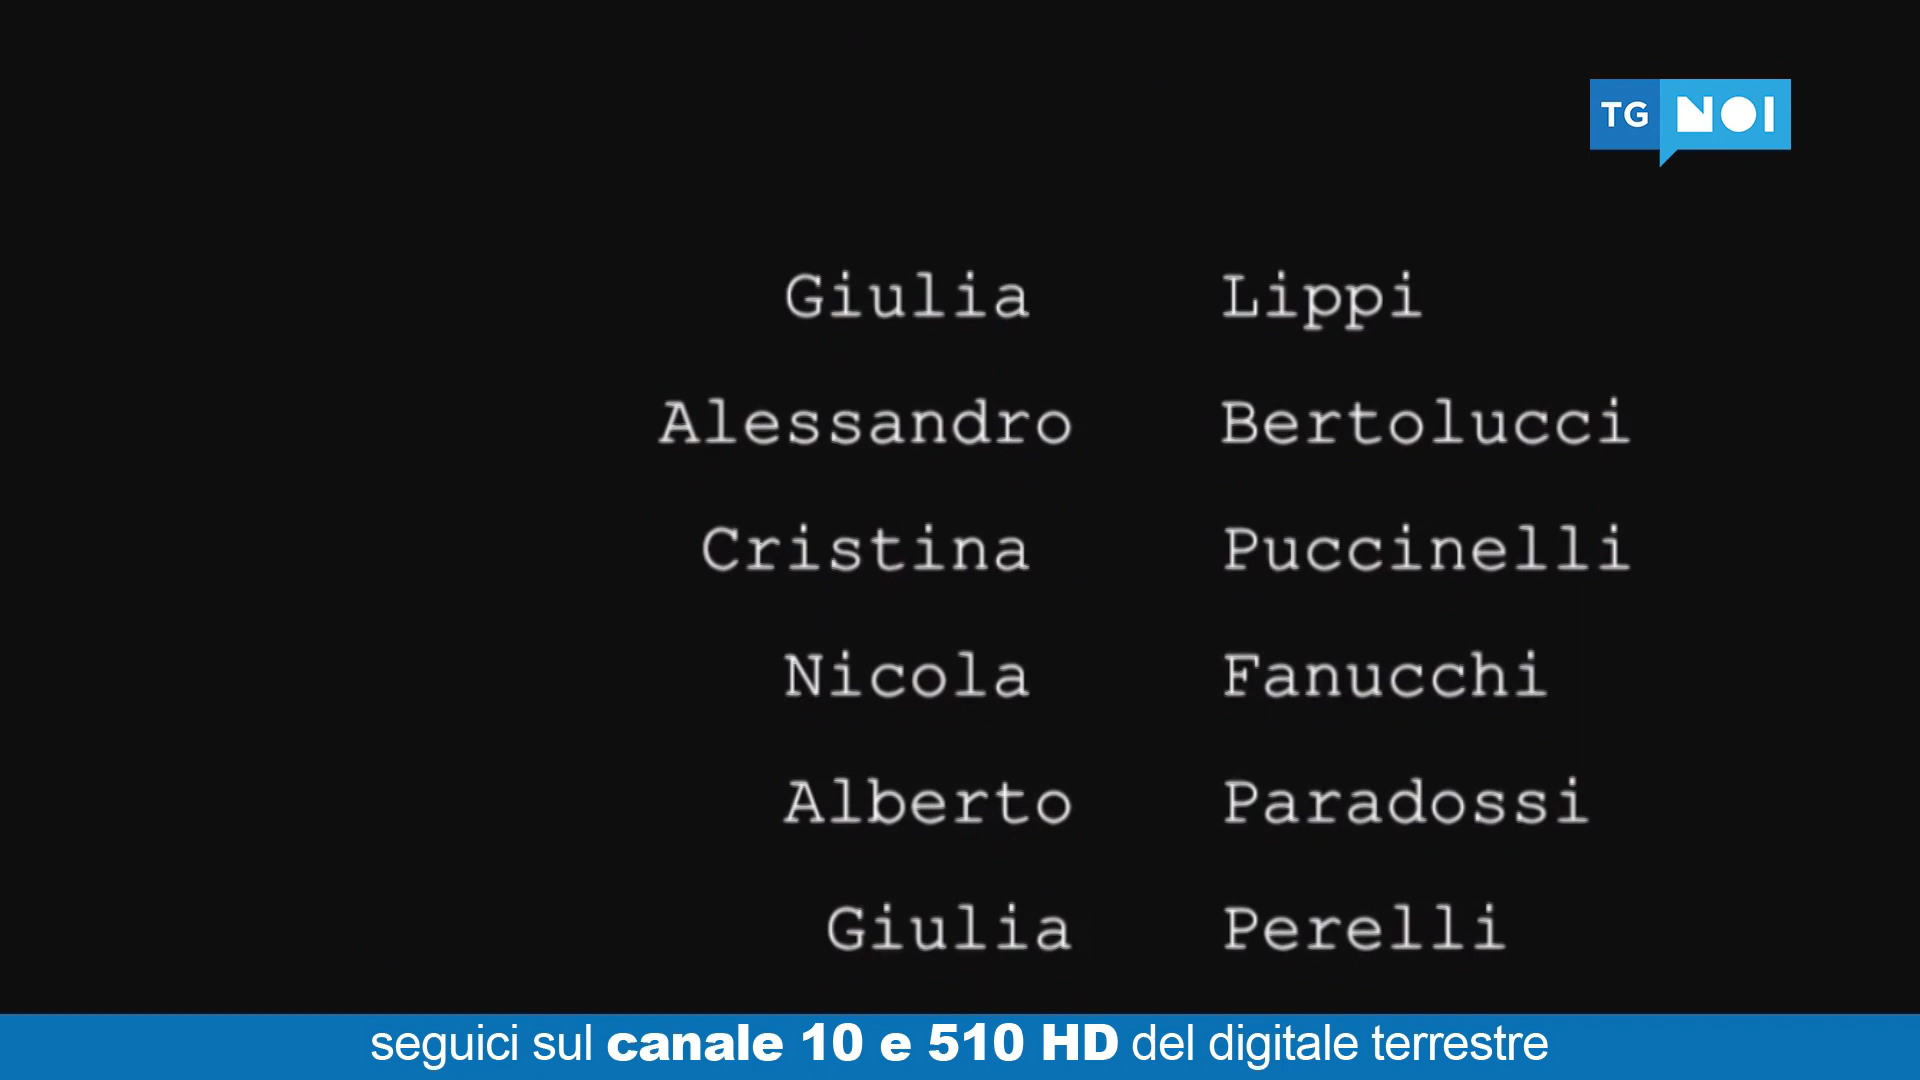 TG NOI
Giulia Lippi
Alessandro Bertolucci
Cristina Puccinelli
Nicola Fanucchi
Alberto Paradossi
Giulia Perelli
seguici sul canale 10 e 510 HD del digitale terrestre